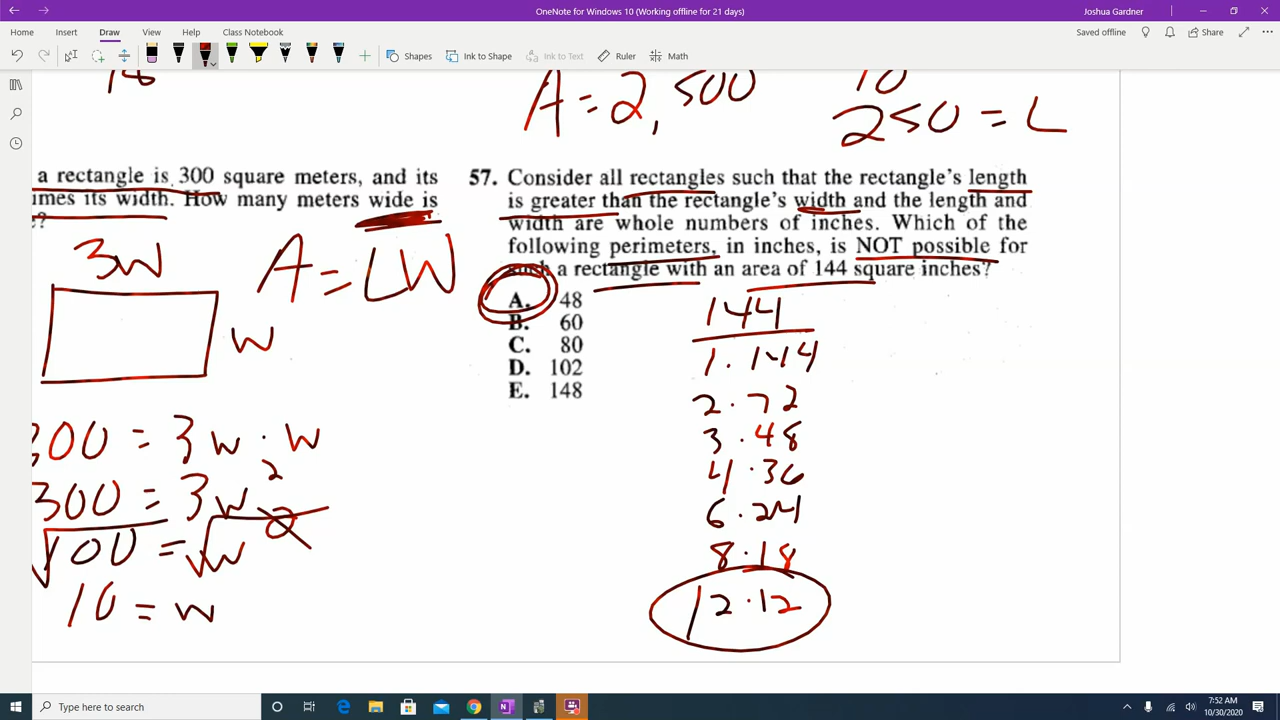 OneNote for Windows 10 (Working offline for 21 days)
Joshua Gardner
Home Insert Draw View Help Class Notebook
Saved offline
Share
Shapes Ink to Shape Ink to Text Ruler Math
18
A = 2,500
10
250 = L
a rectangle is 300 square meters, and its
imes its width. How many meters wide is
?
3W
A = LW
W
300 = 3w · w
300 = 3w²
√100 = √w²
10 = w
57. Consider all rectangles such that the rectangle's length
is greater than the rectangle's width and the length and
width are whole numbers of inches. Which of the
following perimeters, in inches, is NOT possible for
such a rectangle with an area of 144 square inches?
A. 48
B. 60
C. 80
D. 102
E. 148
144
1 · 144
2 · 72
3 · 48
4 · 36
6 · 24
8 · 18
12 · 12
Type here to search
7:52 AM
10/30/2020